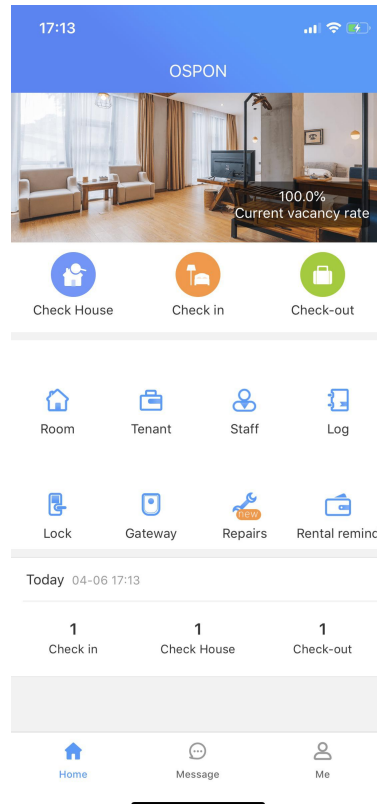 17:13
OSPON
100.0%
Current vacancy rate
Check House
Check in
Check-out
Room
Tenant
Staff
Log
Lock
Gateway
new
Repairs
Rental remind
Today 04-06 17:13
1
1
1
Check in
Check House
Check-out
Home
Message
Me